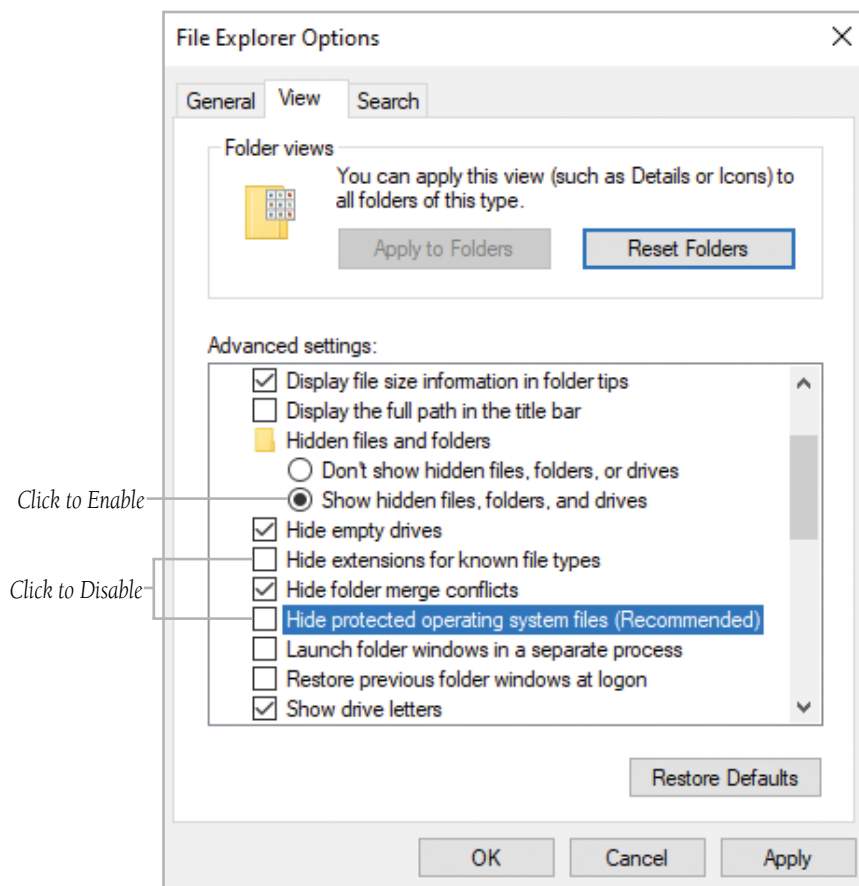 File Explorer Options
General View Search
Folder views
You can apply this view (such as Details or Icons) to
all folders of this type.
Apply to Folders Reset Folders
Advanced settings:
Display file size information in folder tips
Display the full path in the title bar
Hidden files and folders
Don't show hidden files, folders, or drives
Click to Enable
Show hidden files, folders, and drives
Hide empty drives
Hide extensions for known file types
Click to Disable
Hide folder merge conflicts
Hide protected operating system files (Recommended)
Launch folder windows in a separate process
Restore previous folder windows at logon
Show drive letters
Restore Defaults
OK Cancel Apply